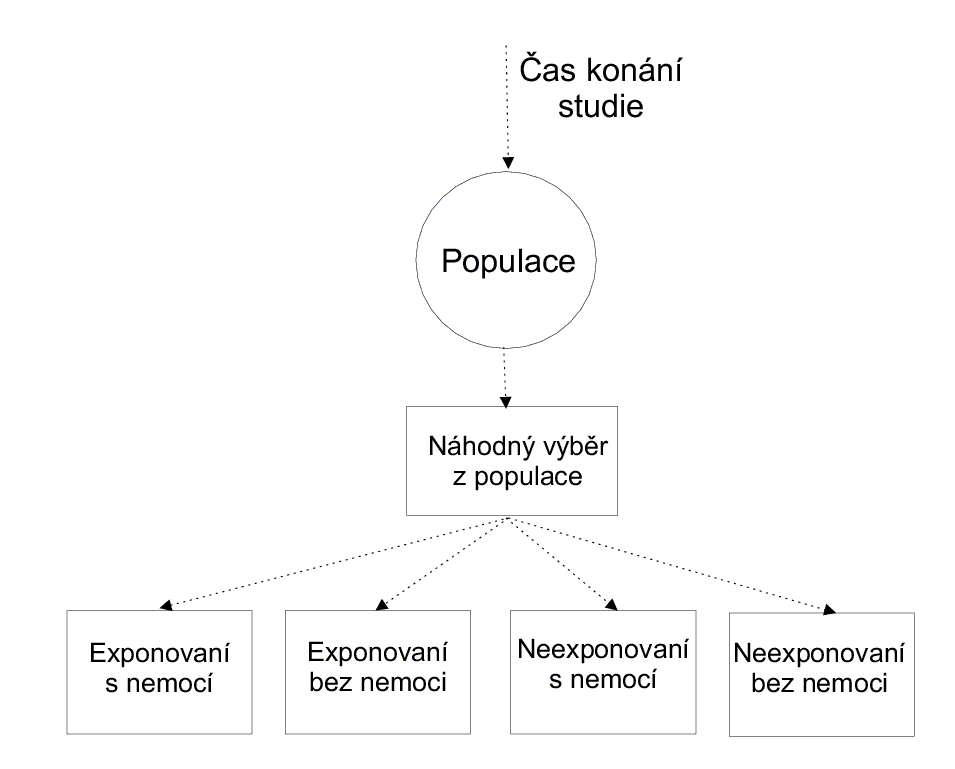 Čas konání
studie
Populace
Náhodný výběr
z populace
Exponovaní
s nemocí
Exponovaní
bez nemoci
Neexponovaní
s nemocí
Neexponovaní
bez nemoci